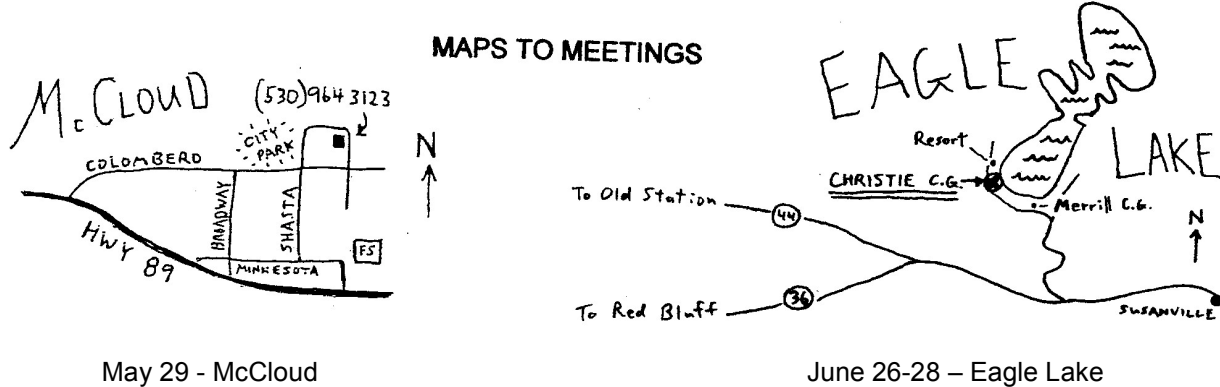 MAPS TO MEETINGS
McCLOUD
(530)964 3123
CITY
PARK
N
COLOMBERO
BROADWAY
SHASTA
HWY 89
FS
MINNESOTA
May 29 - McCloud
EAGLE
LAKE
Resort
CHRISTIE C.G.
Merrill C.G.
N
To Old Station
44
To Red Bluff
36
SUSANVILLE
June 26-28 – Eagle Lake